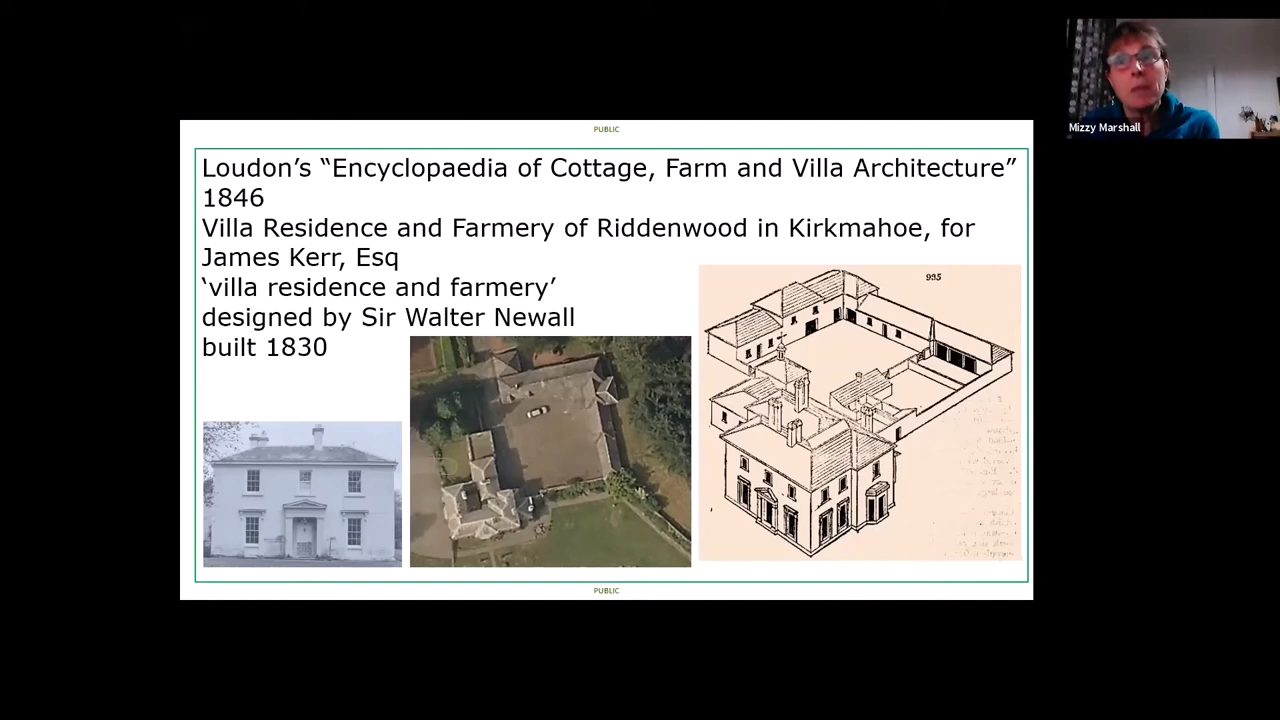 PUBLIC
Loudon’s “Encyclopaedia of Cottage, Farm and Villa Architecture”
1846
Villa Residence and Farmery of Riddenwood in Kirkmahoe, for
James Kerr, Esq
‘villa residence and farmery’
designed by Sir Walter Newall
built 1830
935
PUBLIC
Mizzy Marshall